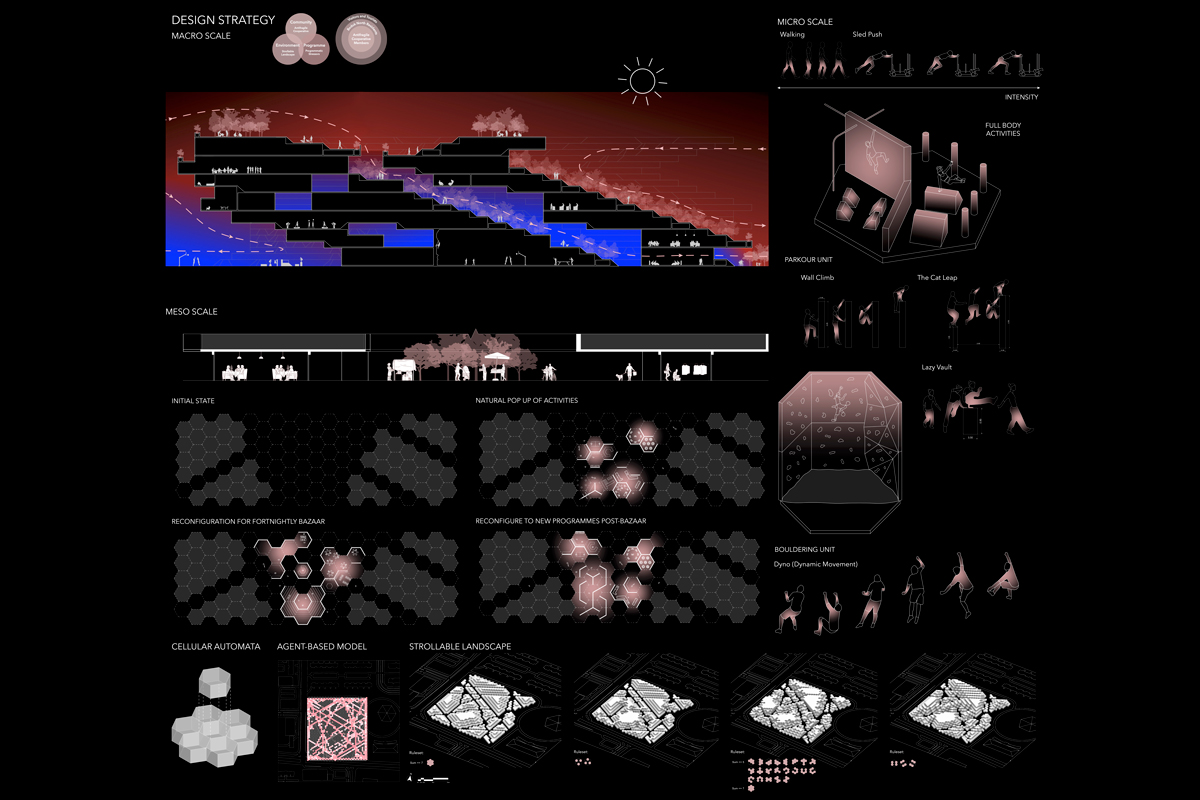 DESIGN STRATEGY
MACRO SCALE
Community
Environment
Programme
MICRO SCALE
Walking
Sled Push
INTENSITY
FULL BODY
ACTIVITIES
PARKOUR UNIT
Wall Climb
The Cat Leap
Lazy Vault
BOULDERING UNIT
Dyno (Dynamic Movement)
MESO SCALE
INITIAL STATE
NATURAL POP UP OF ACTIVITIES
RECONFIGURATION FOR FORTNIGHTLY BAZAAR
RECONFIGURE TO NEW PROGRAMMES POST-BAZAAR
CELLULAR AUTOMATA
AGENT-BASED MODEL
STROLLABLE LANDSCAPE
Ruleset
Ruleset
Ruleset
Ruleset